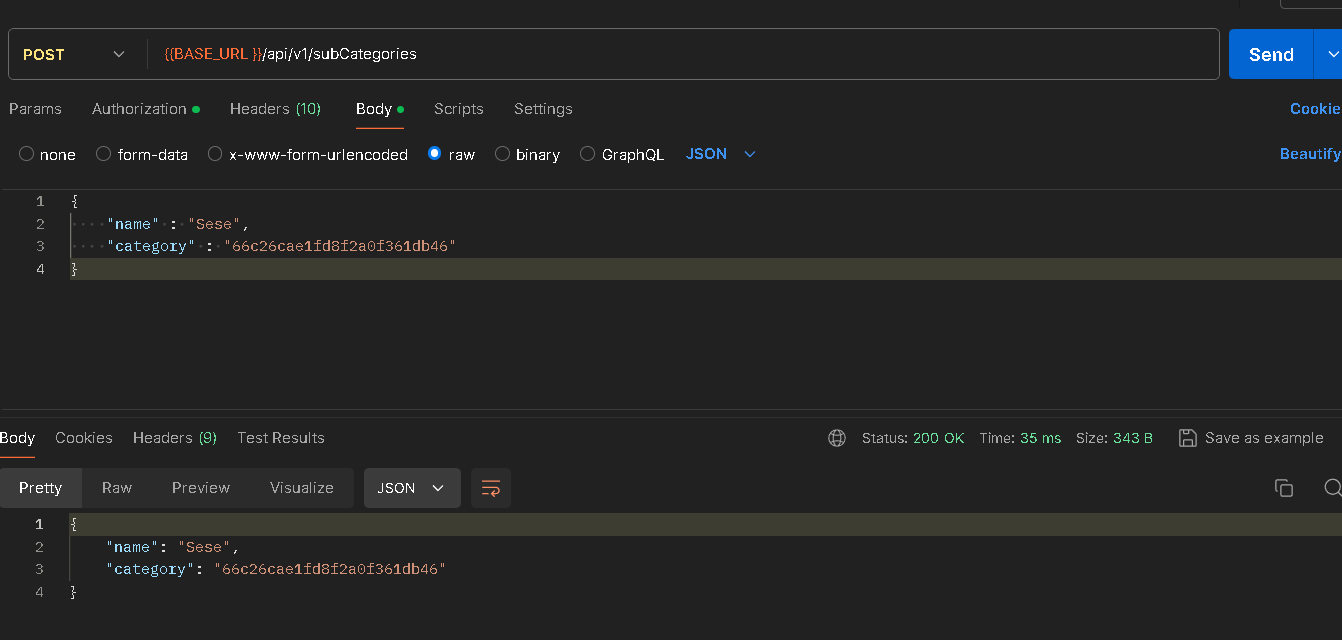 POST {{BASE_URL }}/api/v1/subCategories Send
Params Authorization Headers (10) Body Scripts Settings Cookie
none form-data x-www-form-urlencoded raw binary GraphQL JSON Beautify
1 {
2 "name" : "Sese",
3 "category" : "66c26cae1fd8f2a0f361db46"
4 }
Body Cookies Headers (9) Test Results Status: 200 OK Time: 35 ms Size: 343 B Save as example
Pretty Raw Preview Visualize JSON
1 {
2 "name": "Sese",
3 "category": "66c26cae1fd8f2a0f361db46"
4 }